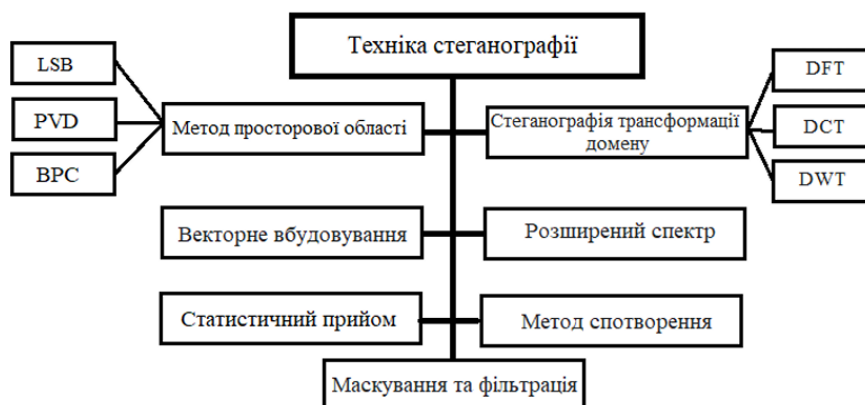 Техніка стеганографії
LSB
PVD
BPC
Метод просторової області
Стеганографія трансформації
домену
DFT
DCT
DWT
Векторне вбудовування
Розширений спектр
Статистичний прийом
Метод спотворення
Маскування та фільтрація